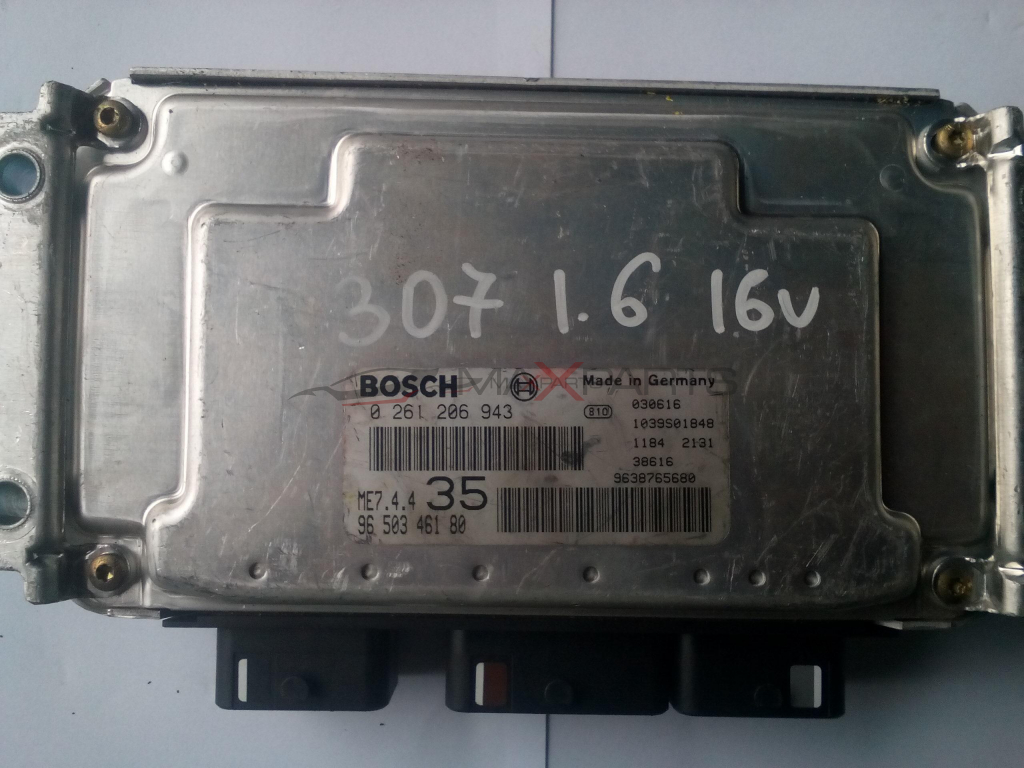 307 1.6 16v
BOSCH Made in Germany
0 261 206 943 810 030616
1039S01848
1184 2131
38616
9638765680
ME7.4.4 35
96 503 461 80